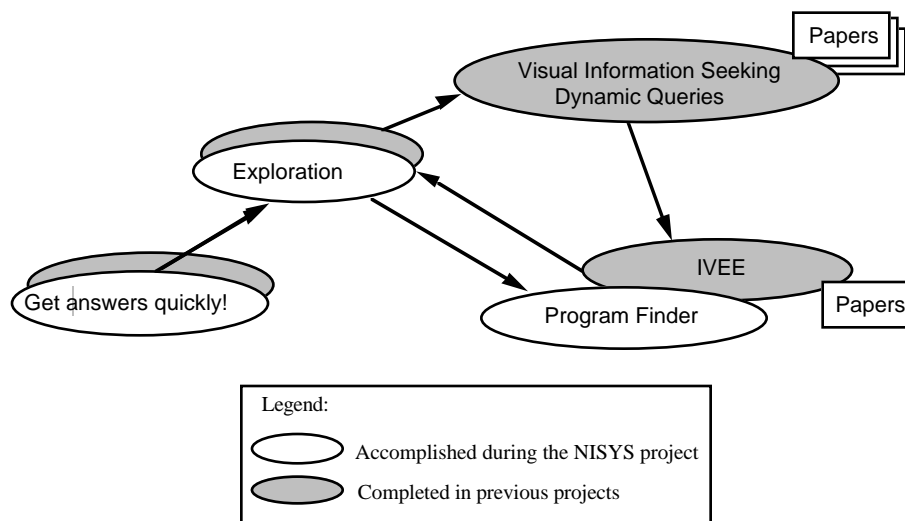 Papers
Visual Information Seeking
Dynamic Queries
Exploration
IVEE
Get answers quickly!
Papers
Program Finder
Legend:
Accomplished during the NISYS project
Completed in previous projects